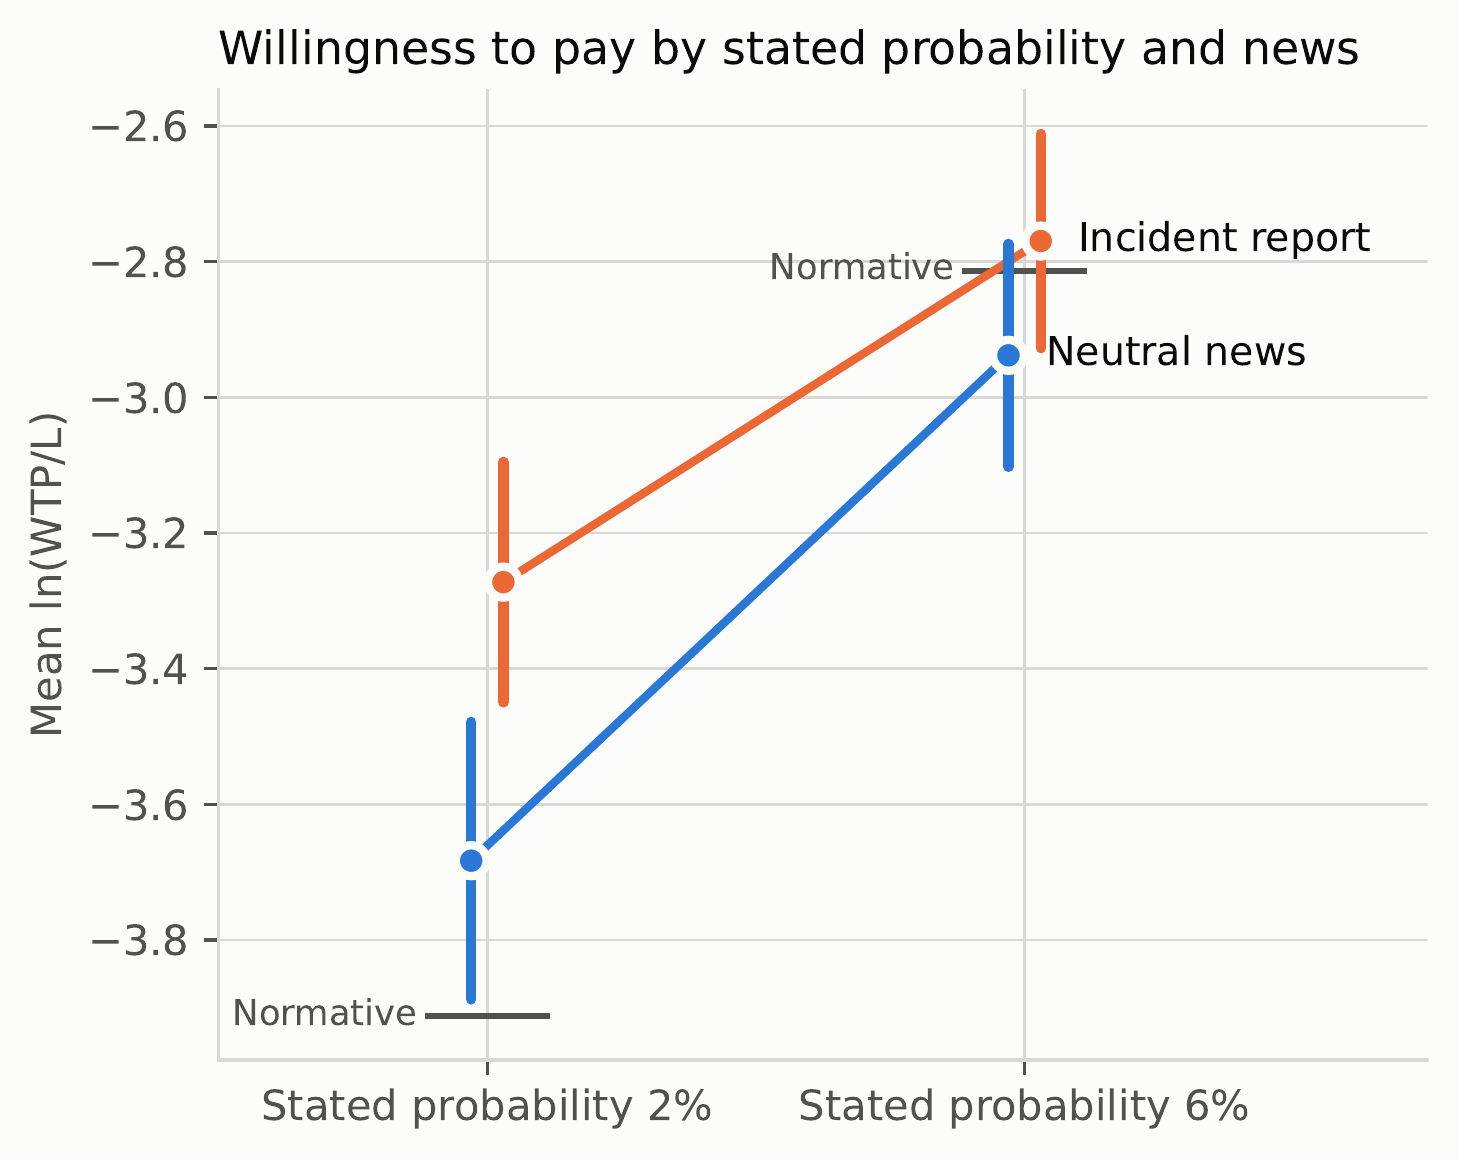 Willingness to pay by stated probability and news
−2.6
−2.8
−3.0
−3.2
−3.4
−3.6
−3.8
Mean ln(WTP/L)
Incident report
Normative
Neutral news
Normative
Stated probability 2%
Stated probability 6%